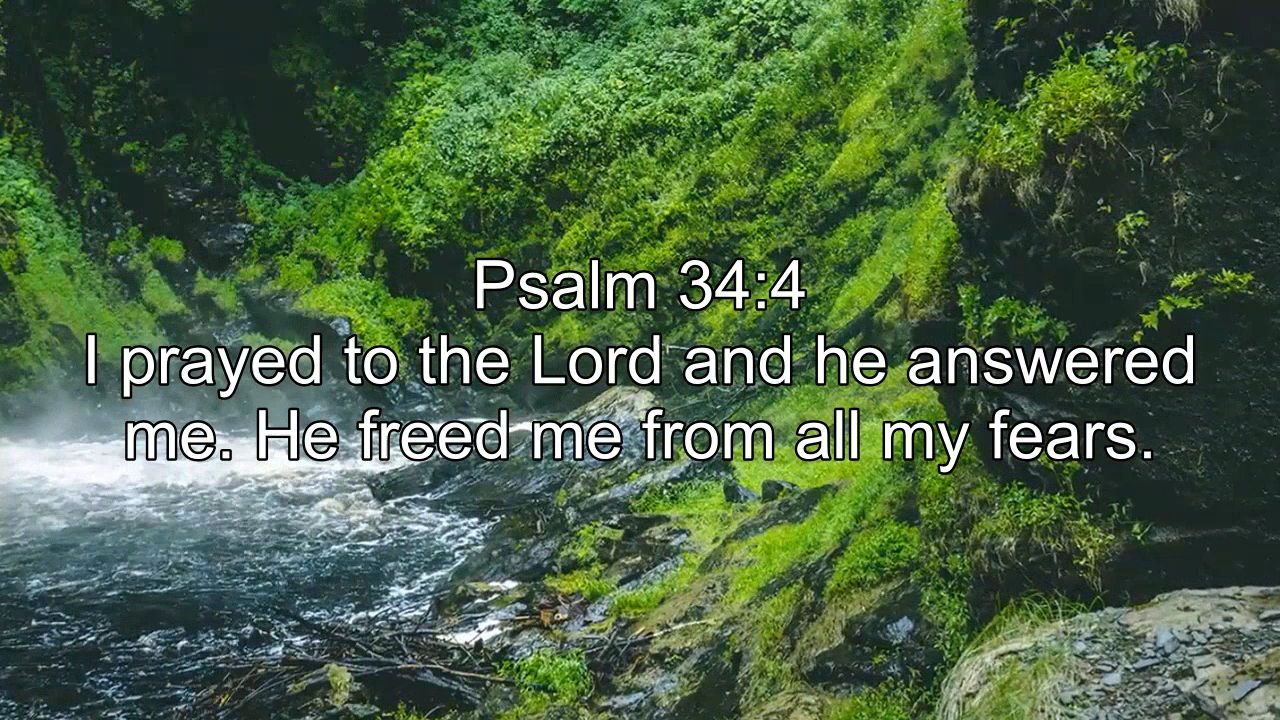 Psalm 34:4
I prayed to the Lord and he answered
me. He freed me from all my fears.